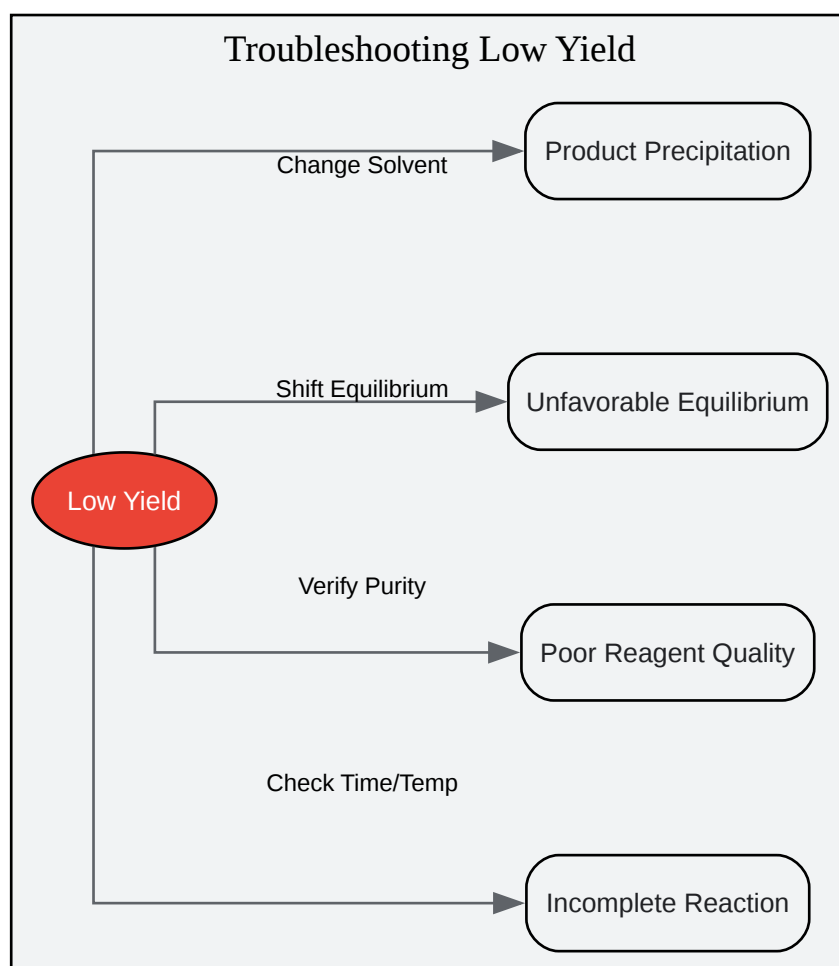 Troubleshooting Low Yield
Product Precipitation
Change Solvent
Shift Equilibrium
Unfavorable Equilibrium
Low Yield
Verify Purity
Poor Reagent Quality
Check Time/Temp
Incomplete Reaction